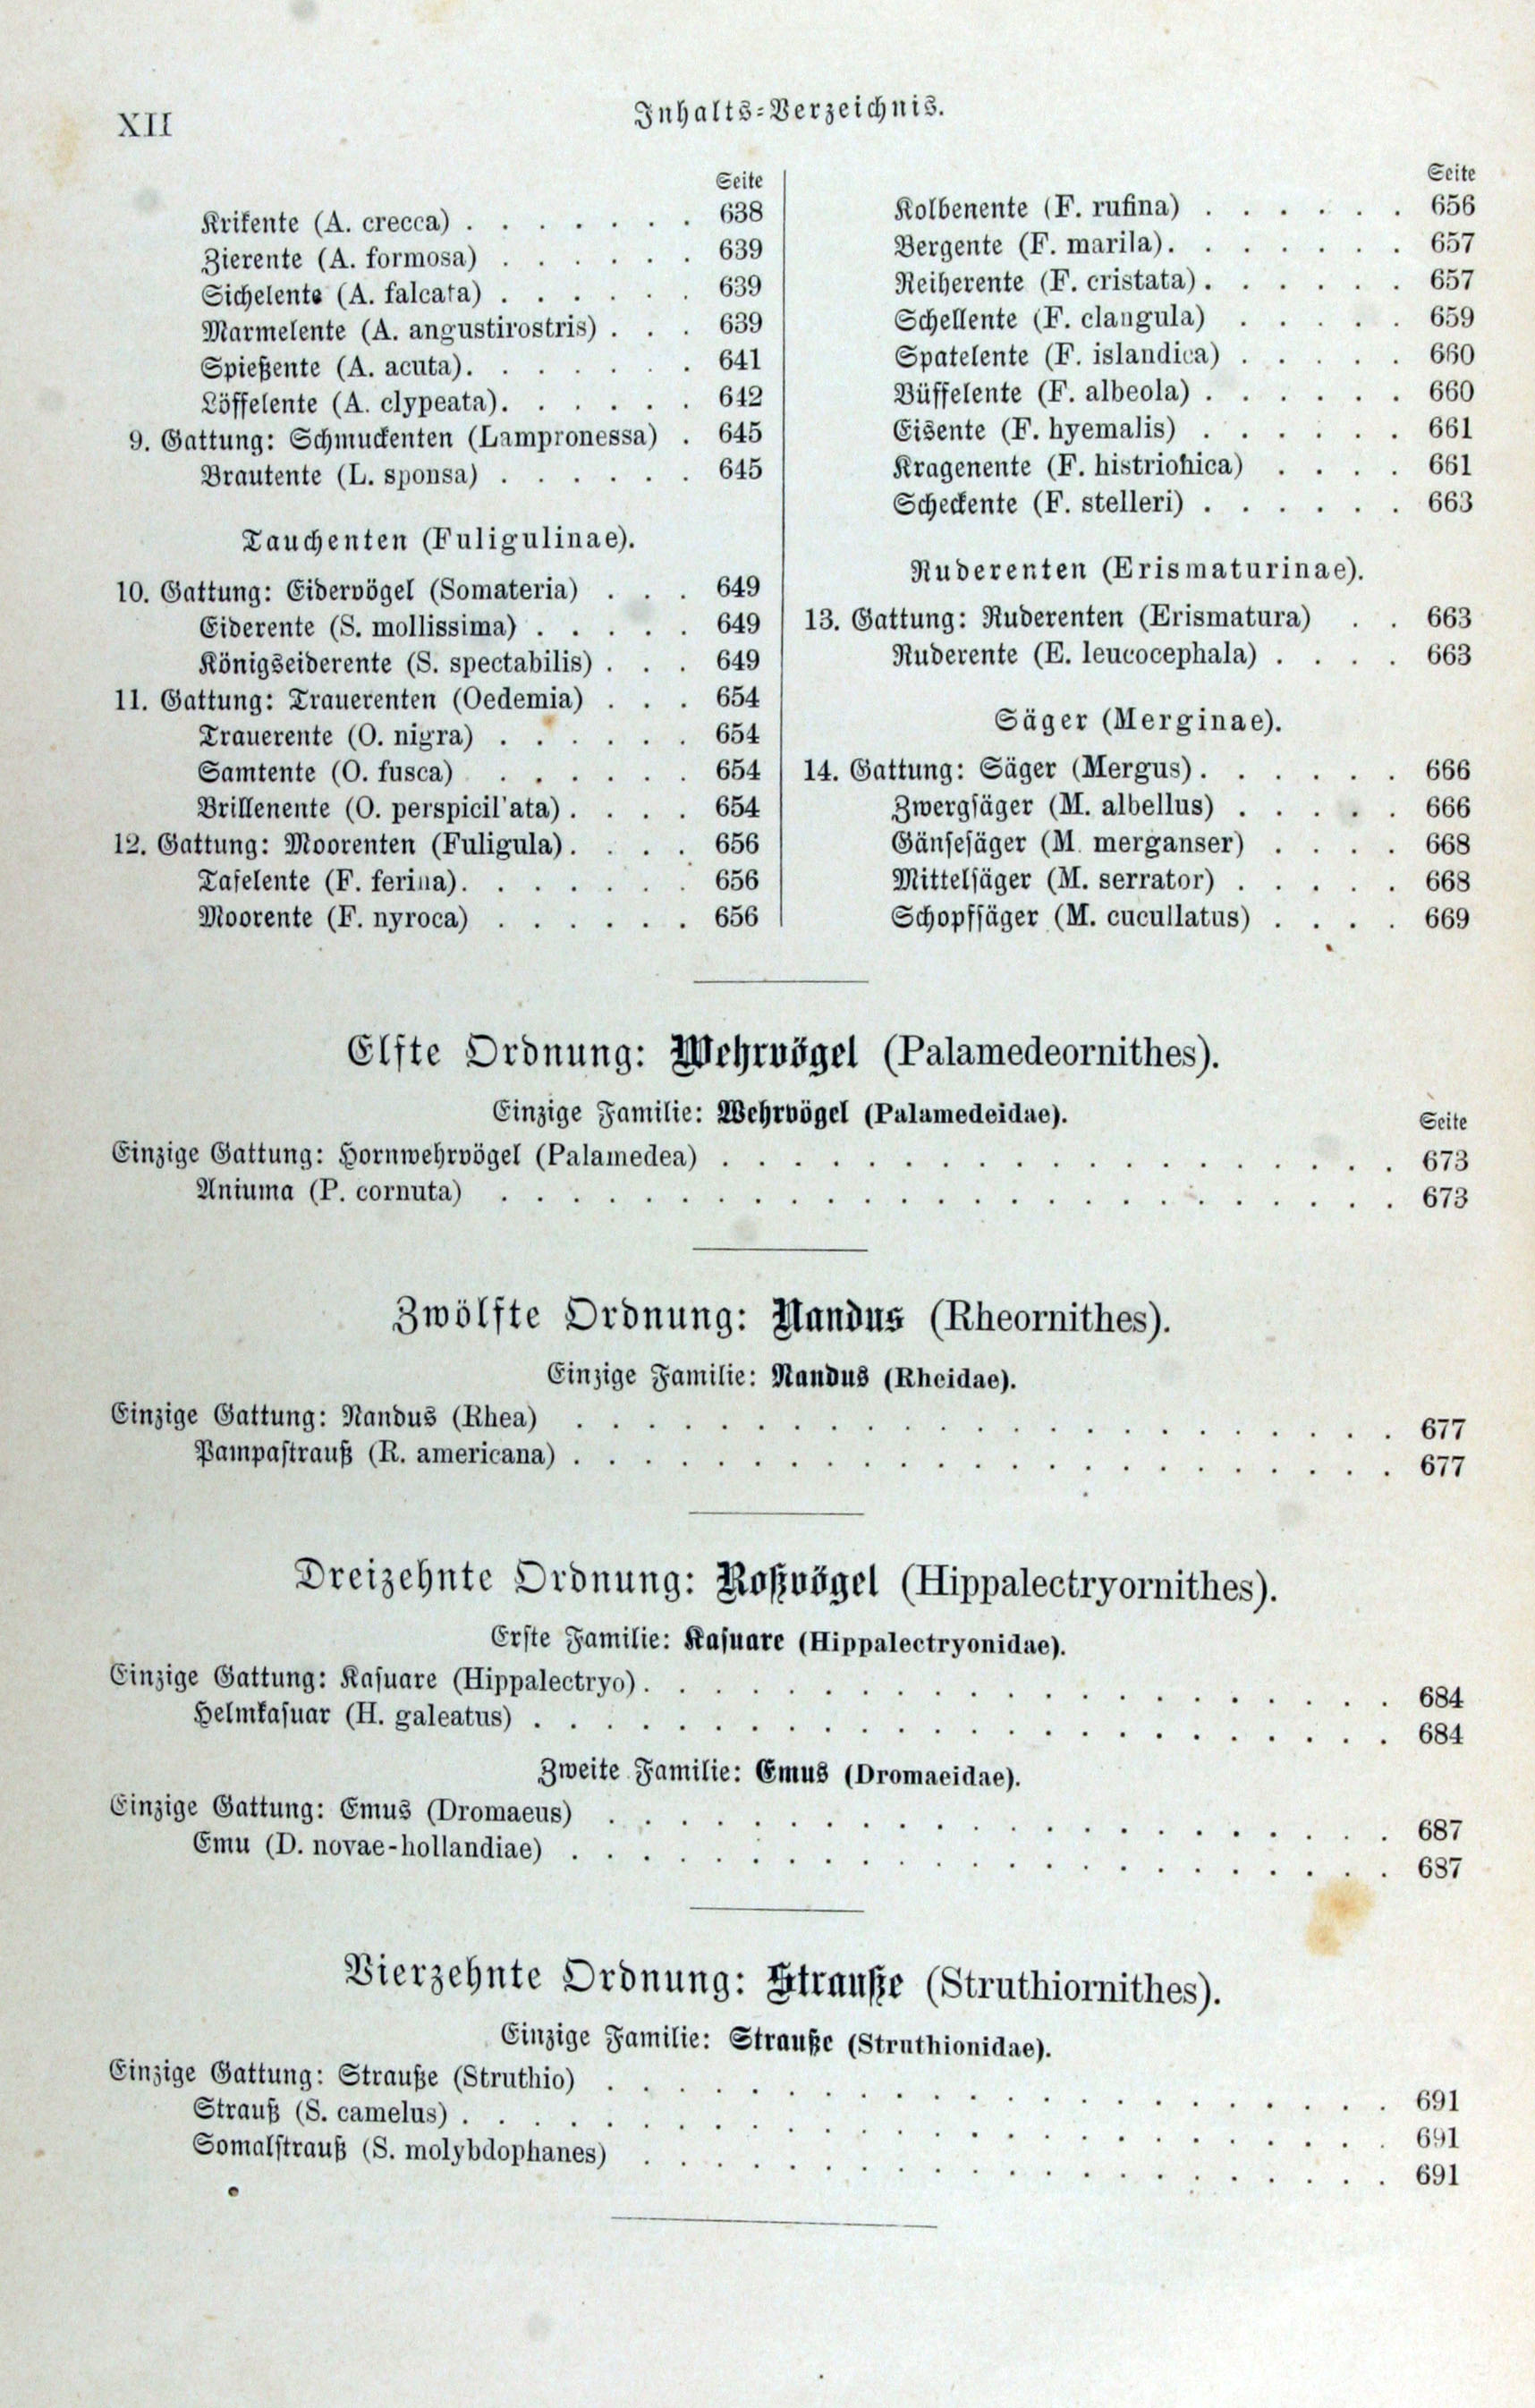 XII
Inhalts-Verzeichnis.
Seite
Krikente (A. crecca) . . . . . . . 638
Zierente (A. formosa) . . . . . . 639
Sichelente (A. falcata) . . . . . . 639
Marmelente (A. angustirostris) . . . 639
Spießente (A. acuta). . . . . . . 641
Löffelente (A. clypeata). . . . . . 642
9. Gattung: Schmuckenten (Lampronessa) . 645
Brautente (L. sponsa) . . . . . . 645
Tauchenten (Fuligulinae).
10. Gattung: Eidervögel (Somateria) . . . 649
Eiderente (S. mollissima) . . . . . 649
Königseiderente (S. spectabilis) . . . 649
11. Gattung: Trauerenten (Oedemia) . . . 654
Trauerente (O. nigra) . . . . . . 654
Samtente (O. fusca) . . . . . . 654
Brillenente (O. perspicil'ata) . . . . 654
12. Gattung: Moorenten (Fuligula). . . . 656
Tafelente (F. ferina). . . . . . . 656
Moorente (F. nyroca) . . . . . . 656
Seite
Kolbenente (F. rufina) . . . . . . 656
Bergente (F. marila). . . . . . . 657
Reiherente (F. cristata) . . . . . . 657
Schellente (F. clangula) . . . . . 659
Spatelente (F. islandica) . . . . . 660
Büffelente (F. albeola) . . . . . . 660
Eisente (F. hyemalis) . . . . . . 661
Kragenente (F. histrionica) . . . . 661
Scheckente (F. stelleri) . . . . . . 663
Ruderenten (Erismaturinae).
13. Gattung: Ruderenten (Erismatura) . . 663
Ruderente (E. leucocephala) . . . . 663
Säger (Merginae).
14. Gattung: Säger (Mergus) . . . . . . 666
Zwergsäger (M. albellus) . . . . . 666
Gänsesäger (M. merganser) . . . . 668
Mittelsäger (M. serrator) . . . . . 668
Schopfsäger (M. cucullatus) . . . . 669
Elfte Ordnung: Wehrvögel (Palamedeornithes).
Einzige Familie: Wehrvögel (Palamedeidae).
Seite
Einzige Gattung: Hornwehrvögel (Palamedea) . . . . . . . . . . . . . . . . . . . 673
Aniuma (P. cornuta) . . . . . . . . . . . . . . . . . . . . . . . . . 673
Zwölfte Ordnung: Nandus (Rheornithes).
Einzige Familie: Nandus (Rheidae).
Einzige Gattung: Nandus (Rhea) . . . . . . . . . . . . . . . . . . . . . . . 677
Pampastrauß (R. americana) . . . . . . . . . . . . . . . . . . . . . . . 677
Dreizehnte Ordnung: Roßvögel (Hippalectryornithes).
Erste Familie: Kasuare (Hippalectryonidae).
Einzige Gattung: Kasuare (Hippalectryo) . . . . . . . . . . . . . . . . . . . . . 684
Helmkasuar (H. galeatus) . . . . . . . . . . . . . . . . . . . . . . . . 684
Zweite Familie: Emus (Dromaeidae).
Einzige Gattung: Emus (Dromaeus) . . . . . . . . . . . . . . . . . . . . . . 687
Emu (D. novae-hollandiae) . . . . . . . . . . . . . . . . . . . . . . . 687
Vierzehnte Ordnung: Strauße (Struthiornithes).
Einzige Familie: Strauße (Struthionidae).
Einzige Gattung: Strauße (Struthio) . . . . . . . . . . . . . . . . . . . . . . 691
Strauß (S. camelus) . . . . . . . . . . . . . . . . . . . . . . . . . . 691
Somalstrauß (S. molybdophanes) . . . . . . . . . . . . . . . . . . . . . 691